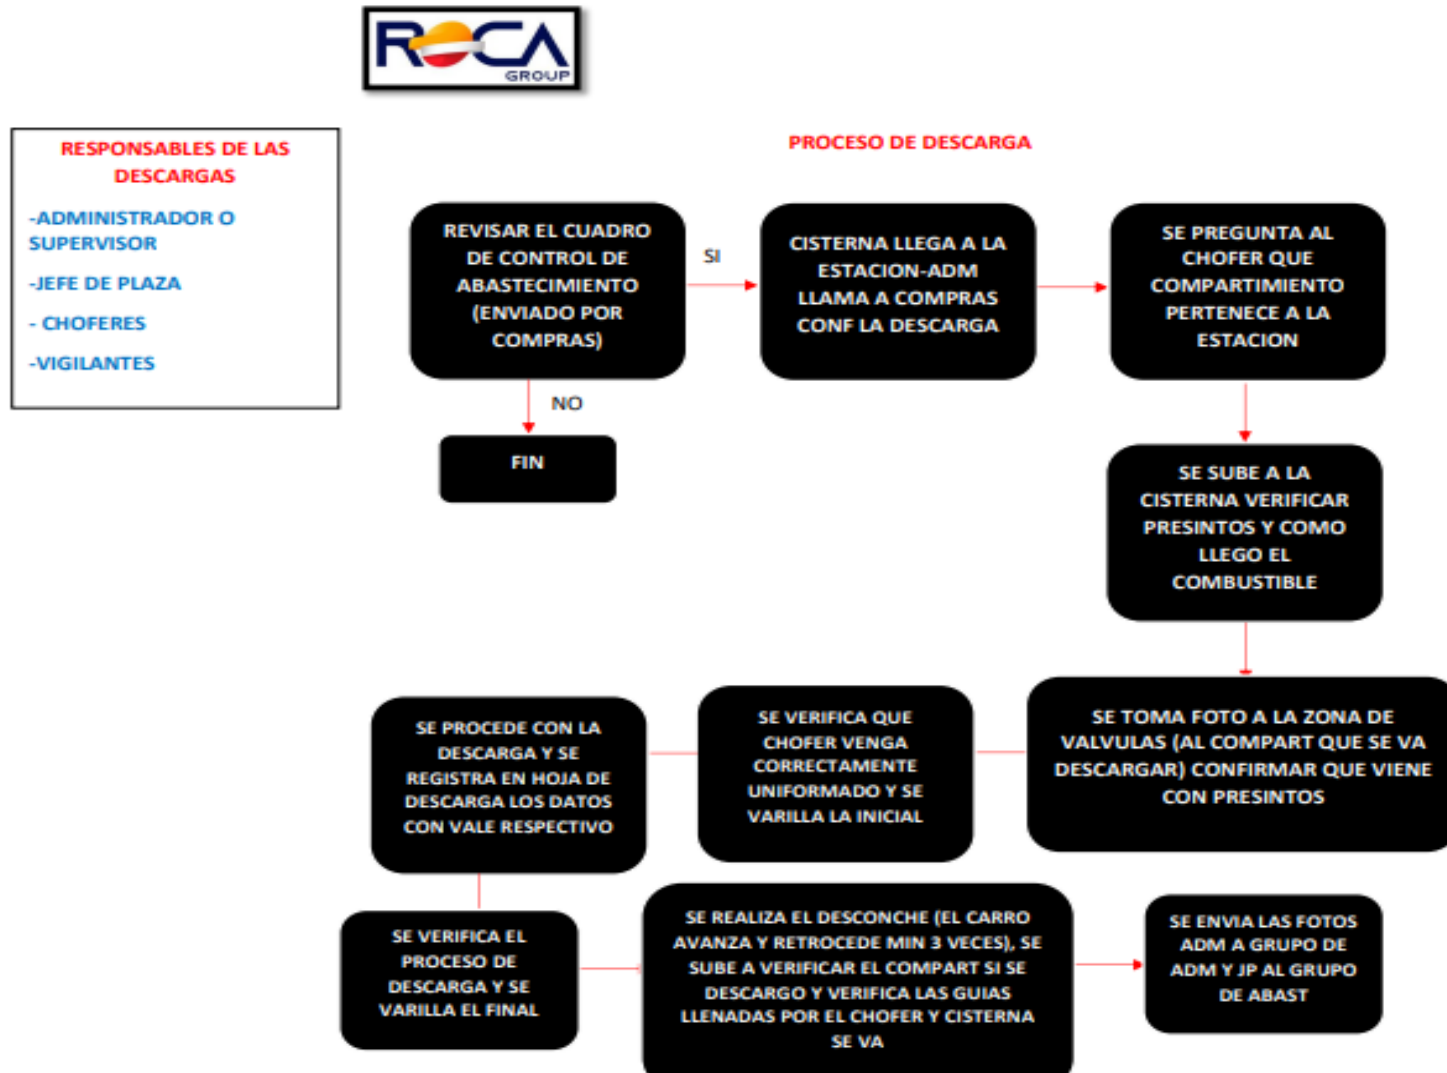 ROCA
GROUP
RESPONSABLES DE LAS
DESCARGAS
-ADMINISTRADOR O
SUPERVISOR
-JEFE DE PLAZA
- CHOFERES
-VIGILANTES
PROCESO DE DESCARGA
REVISAR EL CUADRO
DE CONTROL DE
ABASTECIMIENTO
(ENVIADO POR
COMPRAS)
SI
CISTERNA LLEGA A LA
ESTACION-ADM
LLAMA A COMPRAS
CONF LA DESCARGA
SE PREGUNTA AL
CHOFER QUE
COMPARTIMIENTO
PERTENECE A LA
ESTACION
NO
FIN
SE SUBE A LA
CISTERNA VERIFICAR
PRESINTOS Y COMO
LLEGO EL
COMBUSTIBLE
SE TOMA FOTO A LA ZONA DE
VALVULAS (AL COMPART QUE SE VA
DESCARGAR) CONFIRMAR QUE VIENE
CON PRESINTOS
SE VERIFICA QUE
CHOFER VENGA
CORRECTAMENTE
UNIFORMADO Y SE
VARILLA LA INICIAL
SE PROCEDE CON LA
DESCARGA Y SE
REGISTRA EN HOJA DE
DESCARGA LOS DATOS
CON VALE RESPECTIVO
SE VERIFICA EL
PROCESO DE
DESCARGA Y SE
VARILLA EL FINAL
SE REALIZA EL DESCONCHE (EL CARRO
AVANZA Y RETROCEDE MIN 3 VECES), SE
SUBE A VERIFICAR EL COMPART SI SE
DESCARGO Y VERIFICA LAS GUIAS
LLENADAS POR EL CHOFER Y CISTERNA
SE VA
SE ENVIA LAS FOTOS
ADM A GRUPO DE
ADM Y JP AL GRUPO
DE ABAST